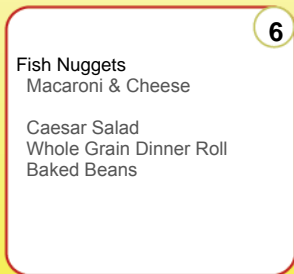 6
Fish Nuggets
Macaroni & Cheese
Caesar Salad
Whole Grain Dinner Roll
Baked Beans